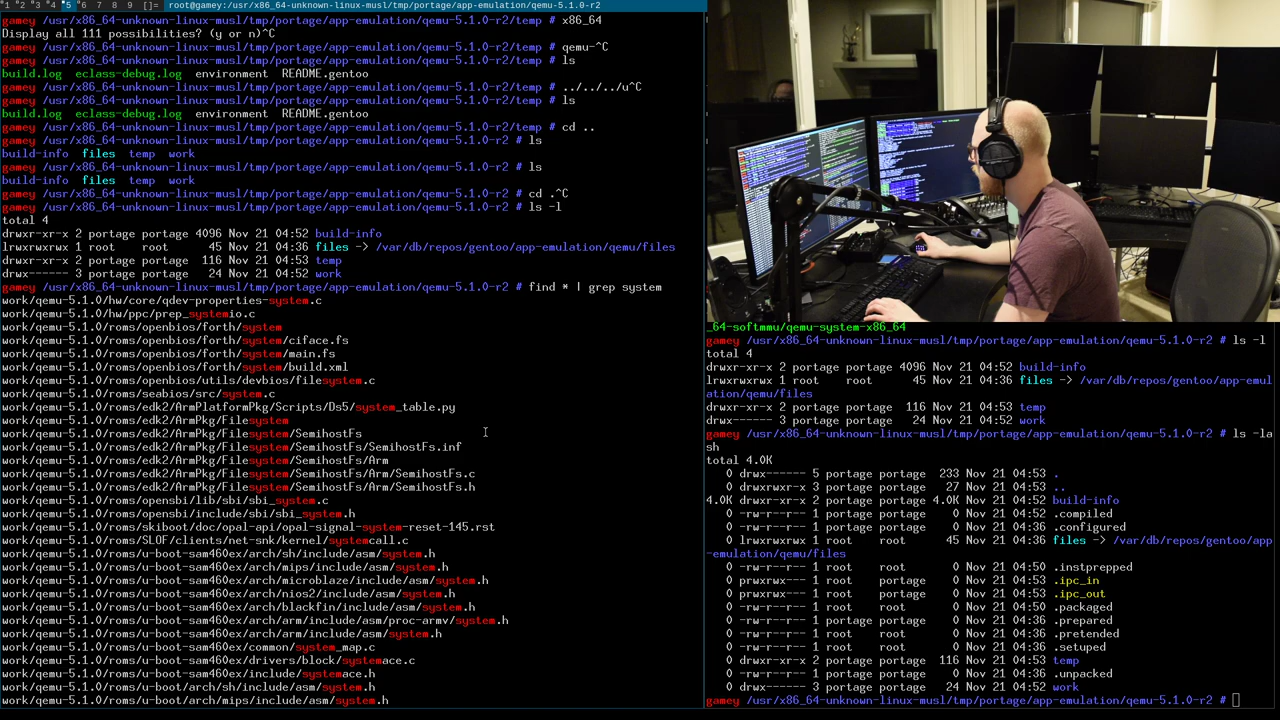 1 2 3 4 5 6 7 8 9 []= root@gamey:/usr/x86_64-unknown-linux-musl/tmp/portage/app-emulation/qemu-5.1.0-r2
gamey /usr/x86_64-unknown-linux-musl/tmp/portage/app-emulation/qemu-5.1.0-r2/temp # x86_64
Display all 111 possibilities? (y or n)^C
gamey /usr/x86_64-unknown-linux-musl/tmp/portage/app-emulation/qemu-5.1.0-r2/temp # qemu-^C
gamey /usr/x86_64-unknown-linux-musl/tmp/portage/app-emulation/qemu-5.1.0-r2/temp # ls
build.log eclass-debug.log environment README.gentoo
gamey /usr/x86_64-unknown-linux-musl/tmp/portage/app-emulation/qemu-5.1.0-r2/temp # ../../../u^C
gamey /usr/x86_64-unknown-linux-musl/tmp/portage/app-emulation/qemu-5.1.0-r2/temp # ls
build.log eclass-debug.log environment README.gentoo
gamey /usr/x86_64-unknown-linux-musl/tmp/portage/app-emulation/qemu-5.1.0-r2/temp # cd ..
gamey /usr/x86_64-unknown-linux-musl/tmp/portage/app-emulation/qemu-5.1.0-r2 # ls
build-info files temp work
gamey /usr/x86_64-unknown-linux-musl/tmp/portage/app-emulation/qemu-5.1.0-r2 # ls
build-info files temp work
gamey /usr/x86_64-unknown-linux-musl/tmp/portage/app-emulation/qemu-5.1.0-r2 # cd .^C
gamey /usr/x86_64-unknown-linux-musl/tmp/portage/app-emulation/qemu-5.1.0-r2 # ls -l
total 4
drwxr-xr-x 2 portage portage 4096 Nov 21 04:52 build-info
lrwxrwxrwx 1 root root 45 Nov 21 04:36 files -> /var/db/repos/gentoo/app-emulation/qemu/files
drwxr-xr-x 2 portage portage 116 Nov 21 04:53 temp
drwx------ 3 portage portage 24 Nov 21 04:52 work
gamey /usr/x86_64-unknown-linux-musl/tmp/portage/app-emulation/qemu-5.1.0-r2 # find * | grep system
work/qemu-5.1.0/hw/core/qdev-properties-system.c
work/qemu-5.1.0/hw/ppc/prep_systemio.c
work/qemu-5.1.0/roms/openbios/forth/system
work/qemu-5.1.0/roms/openbios/forth/system/ciface.fs
work/qemu-5.1.0/roms/openbios/forth/system/main.fs
work/qemu-5.1.0/roms/openbios/forth/system/build.xml
work/qemu-5.1.0/roms/openbios/utils/devbios/filesystem.c
work/qemu-5.1.0/roms/seabios/src/system.c
work/qemu-5.1.0/roms/edk2/ArmPlatformPkg/Scripts/Ds5/system_table.py
work/qemu-5.1.0/roms/edk2/ArmPkg/Filesystem
work/qemu-5.1.0/roms/edk2/ArmPkg/Filesystem/SemihostFs
work/qemu-5.1.0/roms/edk2/ArmPkg/Filesystem/SemihostFs/SemihostFs.inf
work/qemu-5.1.0/roms/edk2/ArmPkg/Filesystem/SemihostFs/Arm
work/qemu-5.1.0/roms/edk2/ArmPkg/Filesystem/SemihostFs/Arm/SemihostFs.c
work/qemu-5.1.0/roms/edk2/ArmPkg/Filesystem/SemihostFs/Arm/SemihostFs.h
work/qemu-5.1.0/roms/opensbi/lib/sbi/sbi_system.c
work/qemu-5.1.0/roms/opensbi/include/sbi/sbi_system.h
work/qemu-5.1.0/roms/skiboot/doc/opal-api/opal-signal-system-reset-145.rst
work/qemu-5.1.0/roms/SLOF/clients/net-snk/kernel/systemcall.c
work/qemu-5.1.0/roms/u-boot-sam460ex/arch/sh/include/asm/system.h
work/qemu-5.1.0/roms/u-boot-sam460ex/arch/mips/include/asm/system.h
work/qemu-5.1.0/roms/u-boot-sam460ex/arch/microblaze/include/asm/system.h
work/qemu-5.1.0/roms/u-boot-sam460ex/arch/nios2/include/asm/system.h
work/qemu-5.1.0/roms/u-boot-sam460ex/arch/blackfin/include/asm/system.h
work/qemu-5.1.0/roms/u-boot-sam460ex/arch/arm/include/asm/proc-armv/system.h
work/qemu-5.1.0/roms/u-boot-sam460ex/arch/arm/include/asm/system.h
work/qemu-5.1.0/roms/u-boot-sam460ex/common/system_map.c
work/qemu-5.1.0/roms/u-boot-sam460ex/drivers/block/systemace.c
work/qemu-5.1.0/roms/u-boot-sam460ex/include/systemace.h
work/qemu-5.1.0/roms/u-boot/arch/sh/include/asm/system.h
work/qemu-5.1.0/roms/u-boot/arch/mips/include/asm/system.h
_64-softmmu/qemu-system-x86_64
gamey /usr/x86_64-unknown-linux-musl/tmp/portage/app-emulation/qemu-5.1.0-r2 # ls -l
total 4
drwxr-xr-x 2 portage portage 4096 Nov 21 04:52 build-info
lrwxrwxrwx 1 root root 45 Nov 21 04:36 files -> /var/db/repos/gentoo/app-emul
ation/qemu/files
drwxr-xr-x 2 portage portage 116 Nov 21 04:53 temp
drwx------ 3 portage portage 24 Nov 21 04:52 work
gamey /usr/x86_64-unknown-linux-musl/tmp/portage/app-emulation/qemu-5.1.0-r2 # ls -la
sh
total 4.0K
0 drwx------ 5 portage portage 233 Nov 21 04:53 .
0 drwxrwxr-x 3 portage portage 27 Nov 21 04:53 ..
4.0K drwxr-xr-x 2 portage portage 4.0K Nov 21 04:52 build-info
0 -rw-r--r-- 1 portage portage 0 Nov 21 04:52 .compiled
0 -rw-r--r-- 1 portage portage 0 Nov 21 04:52 .configured
0 lrwxrwxrwx 1 root root 45 Nov 21 04:36 files -> /var/db/repos/gentoo/app
-emulation/qemu/files
0 -rw-r--r-- 1 root root 0 Nov 21 04:50 .instprepped
0 prwxrwx--- 1 root portage 0 Nov 21 04:53 .ipc_in
0 prwxrwx--- 1 root portage 0 Nov 21 04:53 .ipc_out
0 -rw-r--r-- 1 root root 0 Nov 21 04:50 .packaged
0 -rw-r--r-- 1 portage portage 0 Nov 21 04:36 .prepared
0 -rw-r--r-- 1 root root 0 Nov 21 04:36 .pretended
0 -rw-r--r-- 1 root root 0 Nov 21 04:36 .setuped
0 drwxr-xr-x 2 portage portage 116 Nov 21 04:53 temp
0 -rw-r--r-- 1 root root 0 Nov 21 04:36 .unpacked
0 drwx------ 3 portage portage 24 Nov 21 04:52 work
gamey /usr/x86_64-unknown-linux-musl/tmp/portage/app-emulation/qemu-5.1.0-r2 #